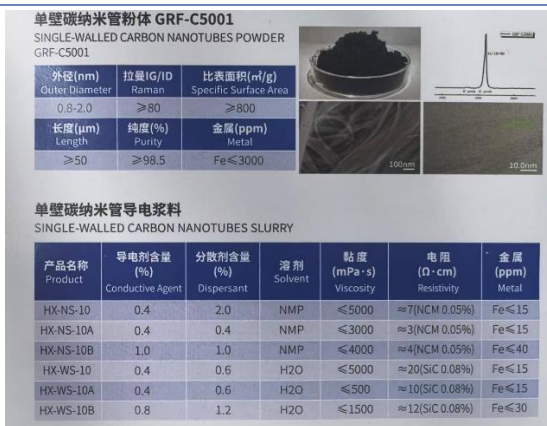 单壁碳纳米管粉体 GRF-C5001
SINGLE-WALLED CARBON NANOTUBES POWDER
GRF-C5001
外径(nm) 拉曼IG/ID 比表面积(㎡/g)
Outer Diameter Raman Specific Surface Area
0.8-2.0 ≥80 ≥800
长度(μm) 纯度(%) 金属(ppm)
Length Purity Metal
≥50 ≥98.5 Fe≤3000
100nm
10.0nm
单壁碳纳米管导电浆料
SINGLE-WALLED CARBON NANOTUBES SLURRY
产品名称 导电剂含量 分散剂含量 溶剂 黏度 电阻 金属
(%) (%) (mPa·s) (Ω·cm) (ppm)
Product Conductive Agent Dispersant Solvent Viscosity Resistivity Metal
HX-NS-10 0.4 2.0 NMP ≤5000 ≈7(NCM 0.05%) Fe≤15
HX-NS-10A 0.4 0.4 NMP ≤3000 ≈3(NCM 0.05%) Fe≤15
HX-NS-10B 1.0 1.0 NMP ≤4000 ≈4(NCM 0.05%) Fe≤40
HX-WS-10 0.4 0.6 H2O ≤5000 ≈20(SiC 0.08%) Fe≤15
HX-WS-10A 0.4 0.6 H2O ≤500 ≈10(SiC 0.08%) Fe≤15
HX-WS-10B 0.8 1.2 H2O ≤1500 ≈12(SiC 0.08%) Fe≤30